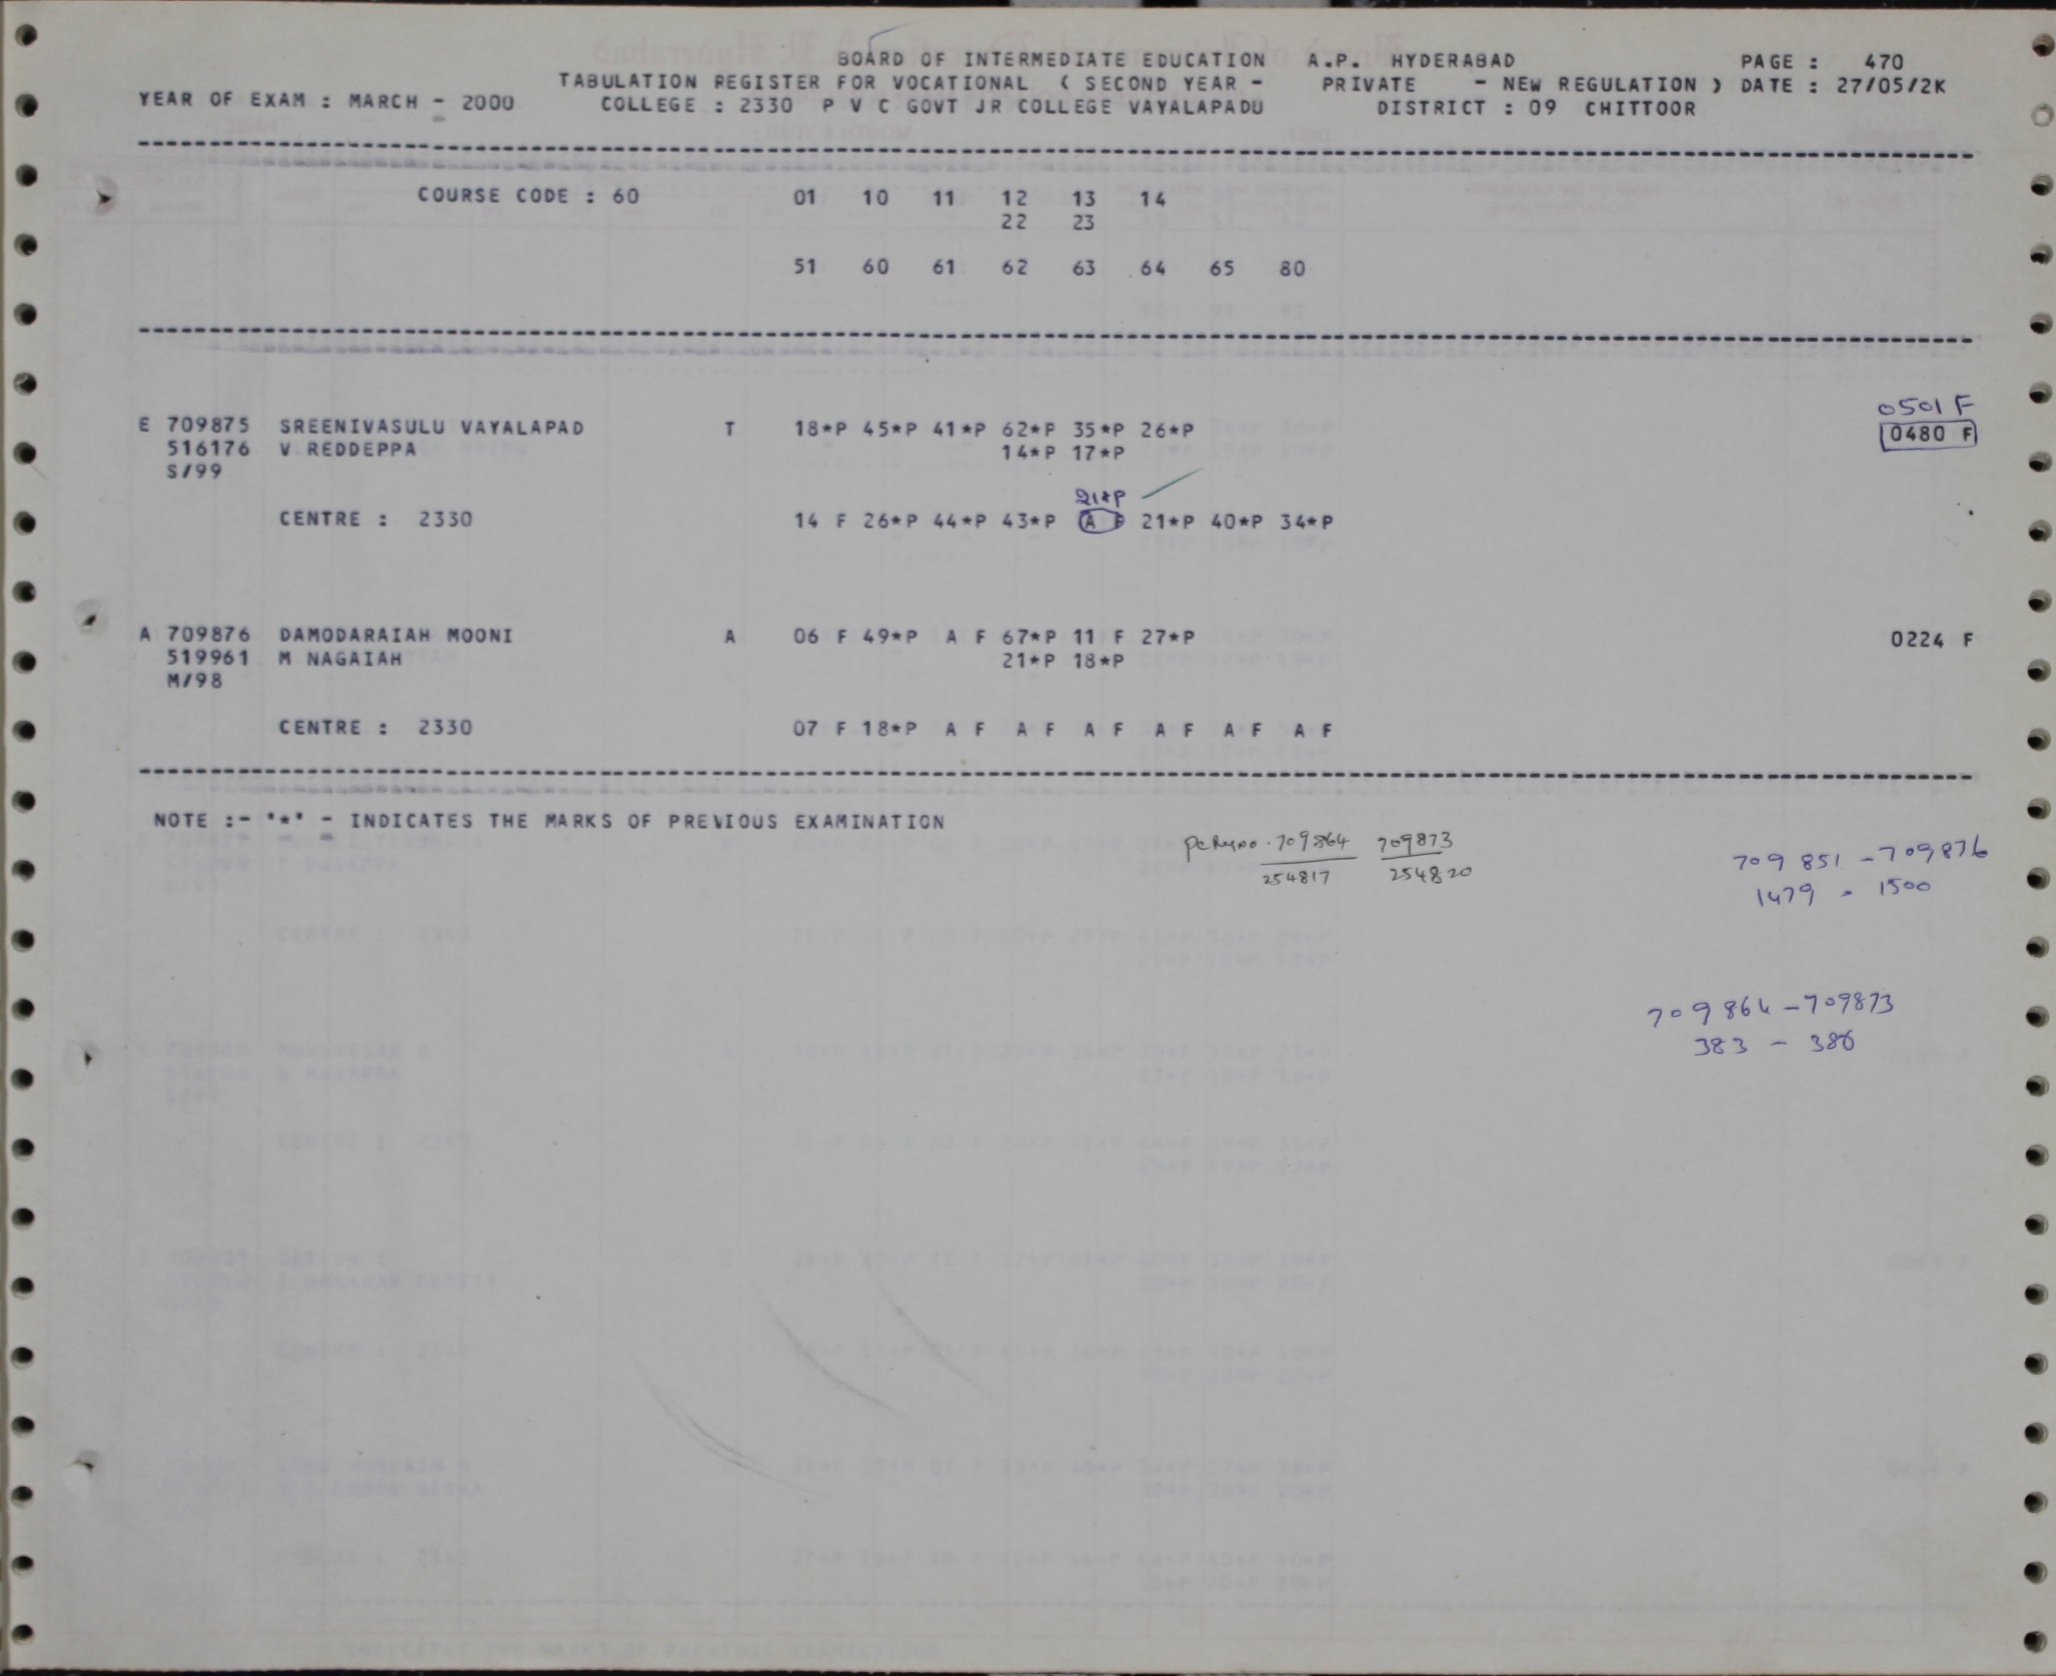 BOARD OF INTERMEDIATE EDUCATION A.P. HYDERABAD PAGE : 470
TABULATION REGISTER FOR VOCATIONAL ( SECOND YEAR - PRIVATE - NEW REGULATION ) DATE : 27/05/2K
YEAR OF EXAM : MARCH - 2000 COLLEGE : 2330 P V C GOVT JR COLLEGE VAYALAPADU DISTRICT : 09 CHITTOOR
COURSE CODE : 60 01 10 11 12 13 14
22 23
51 60 61 62 63 64 65 80
0501 F
E 709875 SREENIVASULU VAYALAPAD T 18*P 45*P 41*P 62*P 35*P 26*P 0480 F
516176 V REDDEPPA 14*P 17*P
S/99
21*P
CENTRE : 2330 14 F 26*P 44*P 43*P A F 21*P 40*P 34*P
A 709876 DAMODARAIAH MOONI A 06 F 49*P A F 67*P 11 F 27*P 0224 F
519961 M NAGAIAH 21*P 18*P
M/98
CENTRE : 2330 07 F 18*P A F A F A F A F A F A F
NOTE :- '*' - INDICATES THE MARKS OF PREVIOUS EXAMINATION
709864 709873
254817 254820
709851 - 709876
1479 - 1500
709864 - 709873
383 - 386